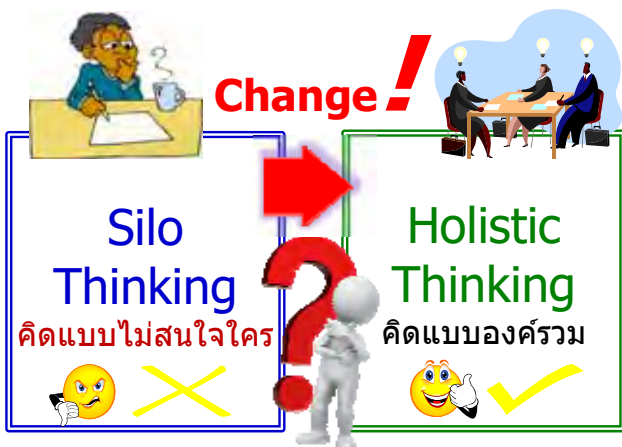 Change!
Silo
Thinking
คิดแบบไม่สนใจใคร
Holistic
Thinking
คิดแบบองค์รวม